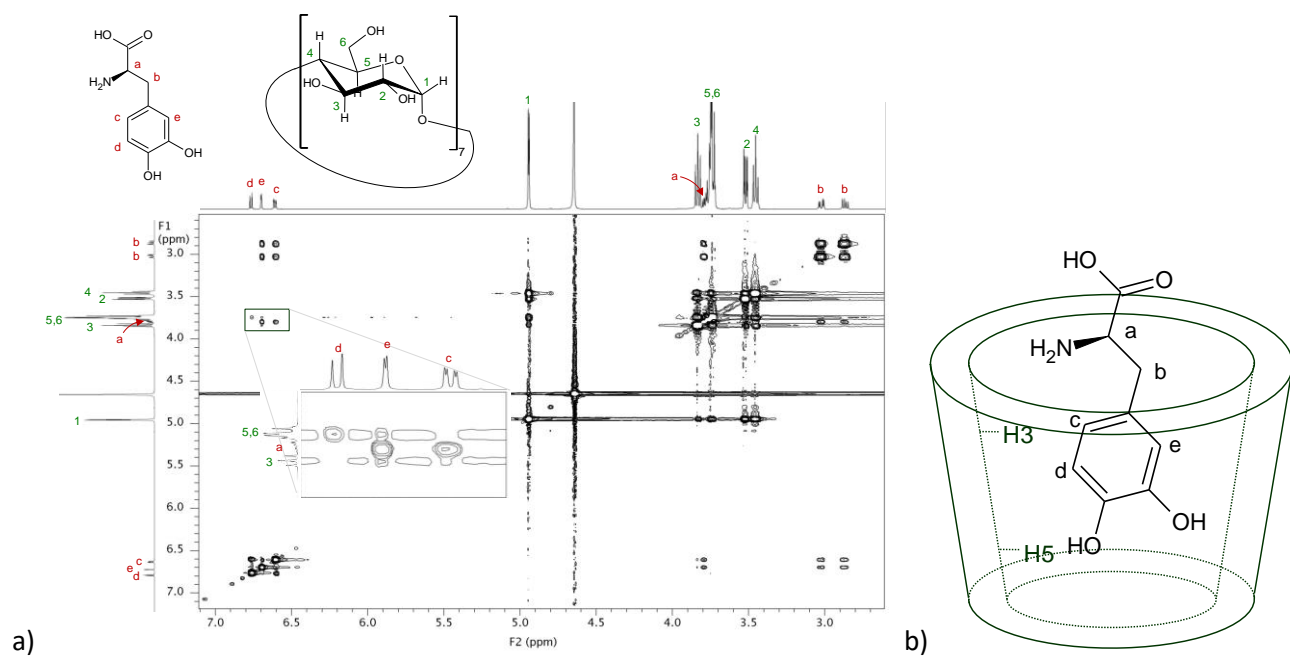 HO
O
H2N
a
b
c
e
d
OH
OH
OH
6
H
4
5
O
H
1
H
HO
H
2
OH
3
H
O
7
1
5,6
3
4
2
a
d
e
c
b
b
F1
(ppm)
b
b
4
2
5,6
3
a
1
c
e
d
3.0
3.5
4.0
4.5
5.0
5.5
6.0
6.5
7.0
d
e
c
5,6
a
3
7.0
6.5
6.0
5.5
5.0
4.5
4.0
3.5
3.0
F2 (ppm)
a)
HO
O
H2N
a
b
c
e
d
OH
HO
H3
H5
b)